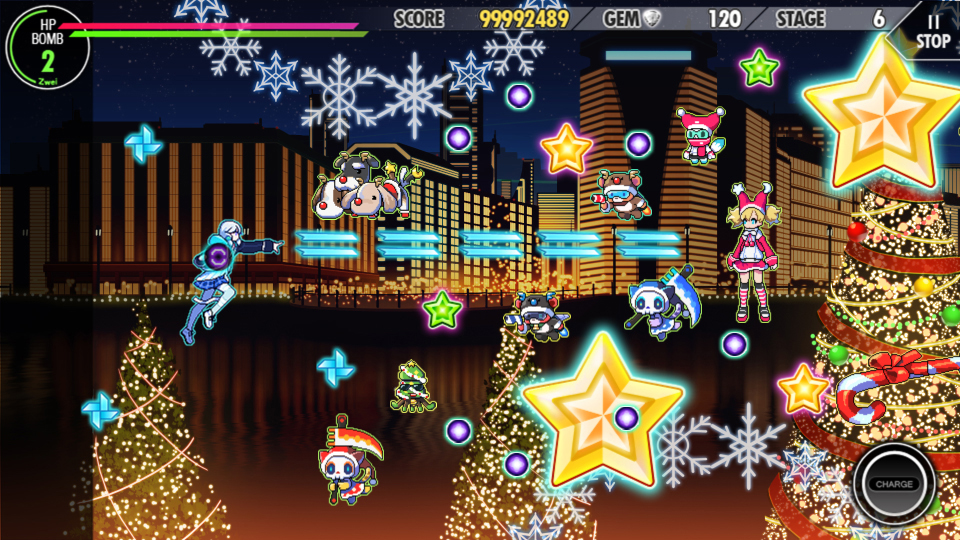 HP
BOMB
2
Zwei
SCORE 99992489 GEM 120 STAGE 6
STOP
CHARGE